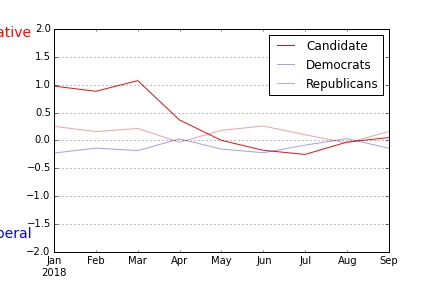 ative
2.0
1.5
1.0
0.5
0.0
−0.5
−1.0
−1.5
−2.0
beral
Candidate
Democrats
Republicans
Jan Feb Mar Apr May Jun Jul Aug Sep
2018